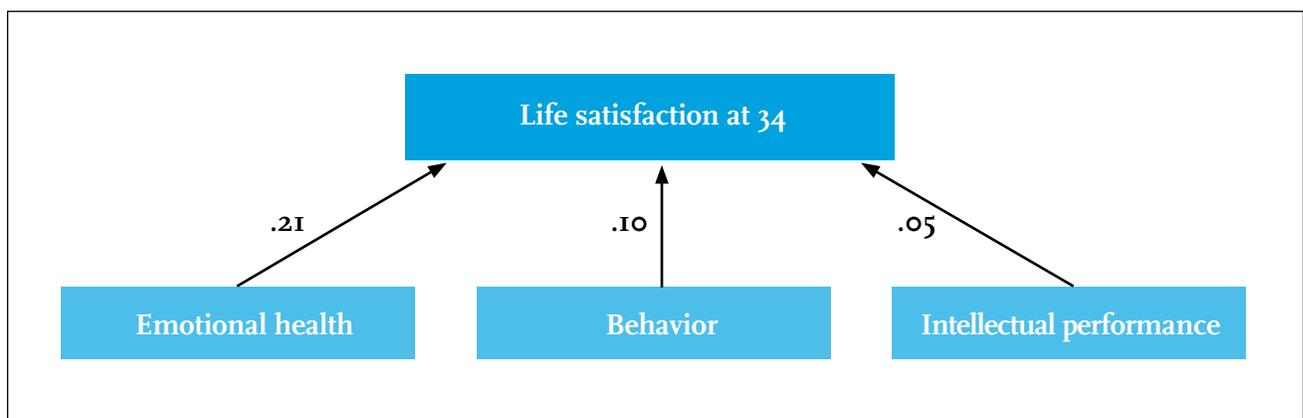 Life satisfaction at 34
.21
.10
.05
Emotional health
Behavior
Intellectual performance